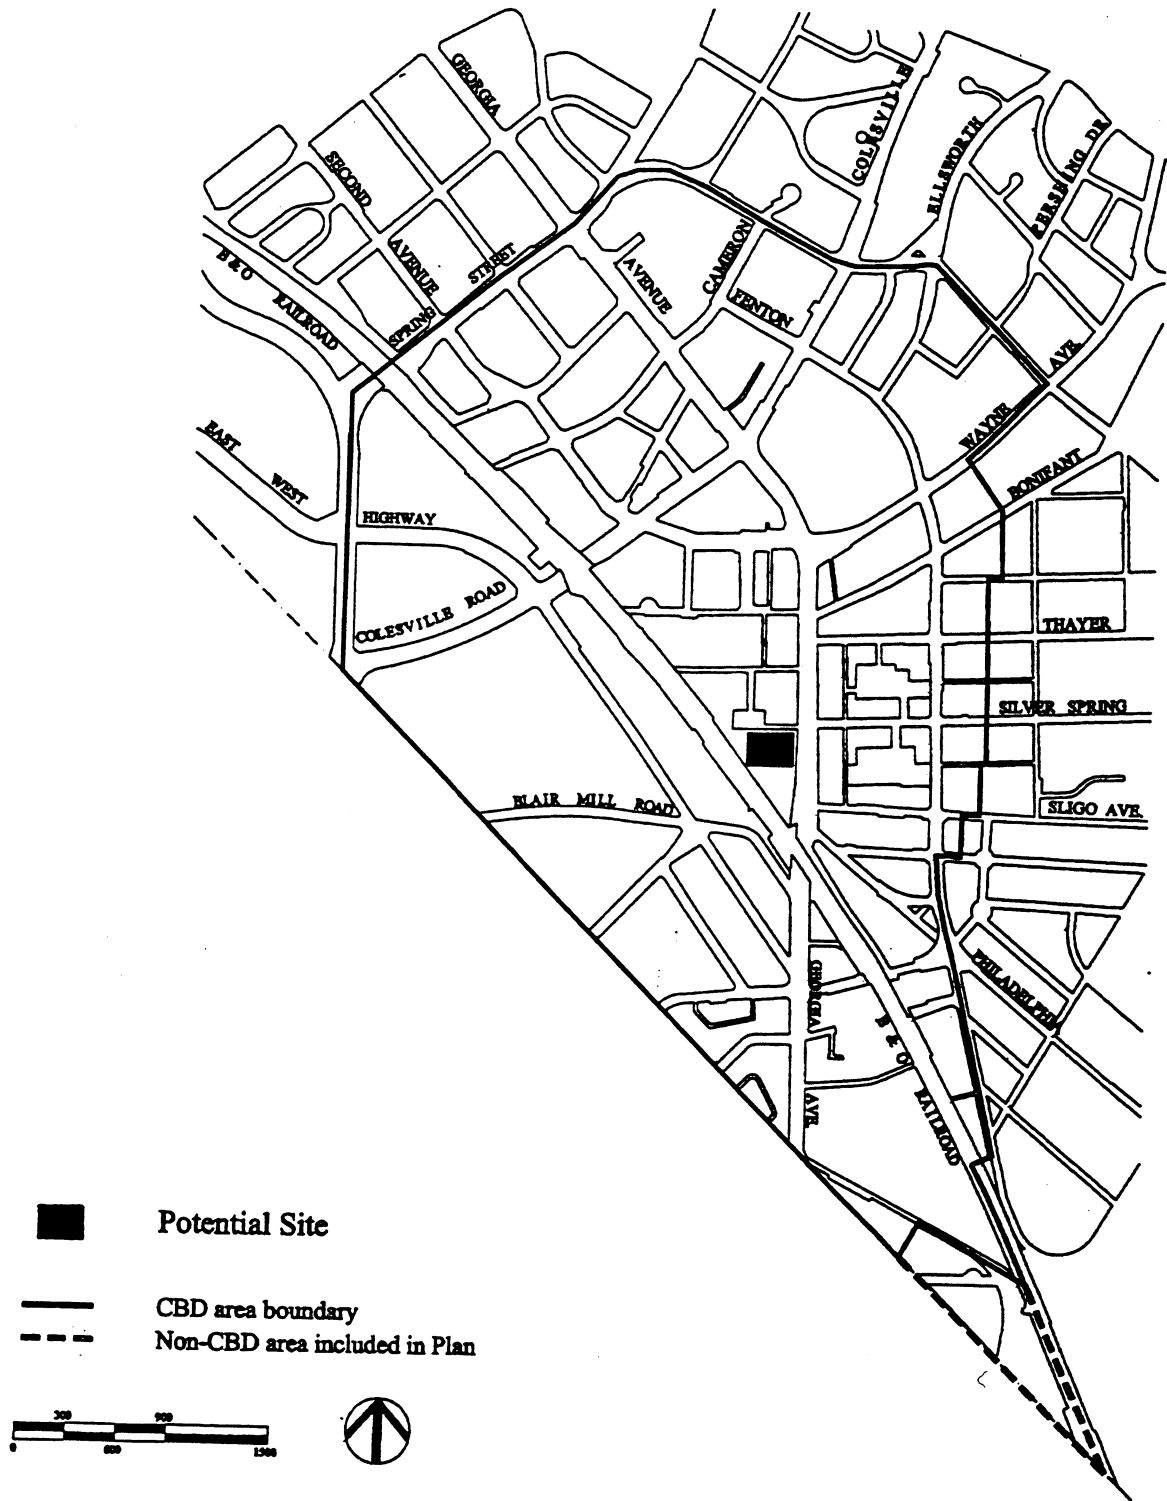 GEORGIA
COLESVILLE
ELLSWORTH
PERSHING DR.
SECOND
AVENUE
SPRING
STREET
CAMERON
AVENUE
FENTON
B & O
RAILROAD
WAYNE
AVE.
EAST
WEST
HIGHWAY
BONIFANT
COLESVILLE ROAD
THAYER
SILVER SPRING
BLAIR MILL ROAD
SLIGO AVE.
PHILADELPHIA
GEORGIA
AVE.
B & O
RAILROAD
Potential Site
CBD area boundary
Non-CBD area included in Plan
300 900
0 600 1500